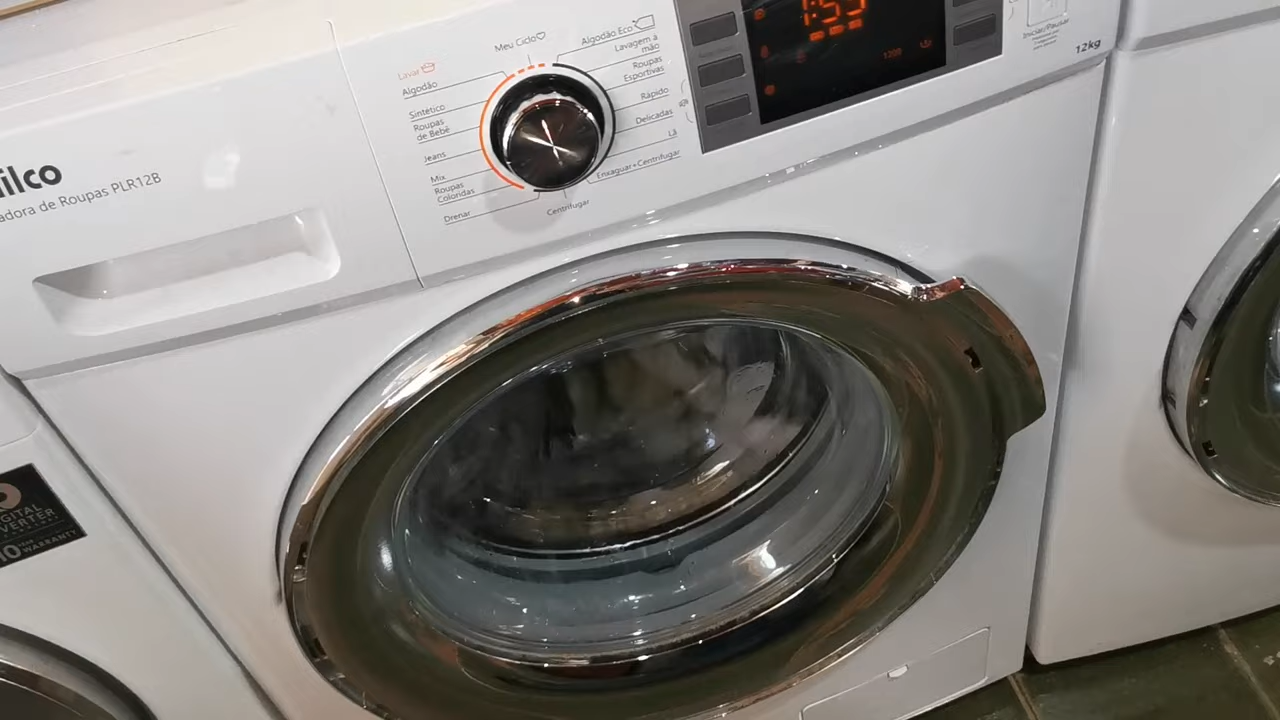 ilco
adora de Roupas PLR12B
Meu Ciclo
Lavar
Algodão
Sintético
Roupas
de Bebê
Jeans
Mix
Roupas
Coloridas
Drenar
Centrifugar
Algodão Eco
Lavagem à
mão
Roupas
Esportivas
Rápido
Delicadas
Lã
Enxaguar+Centrifugar
1:59
1200
Iniciar/Pausar
12kg
DIGITAL
INVERTER
10 YEAR
WARRANTY